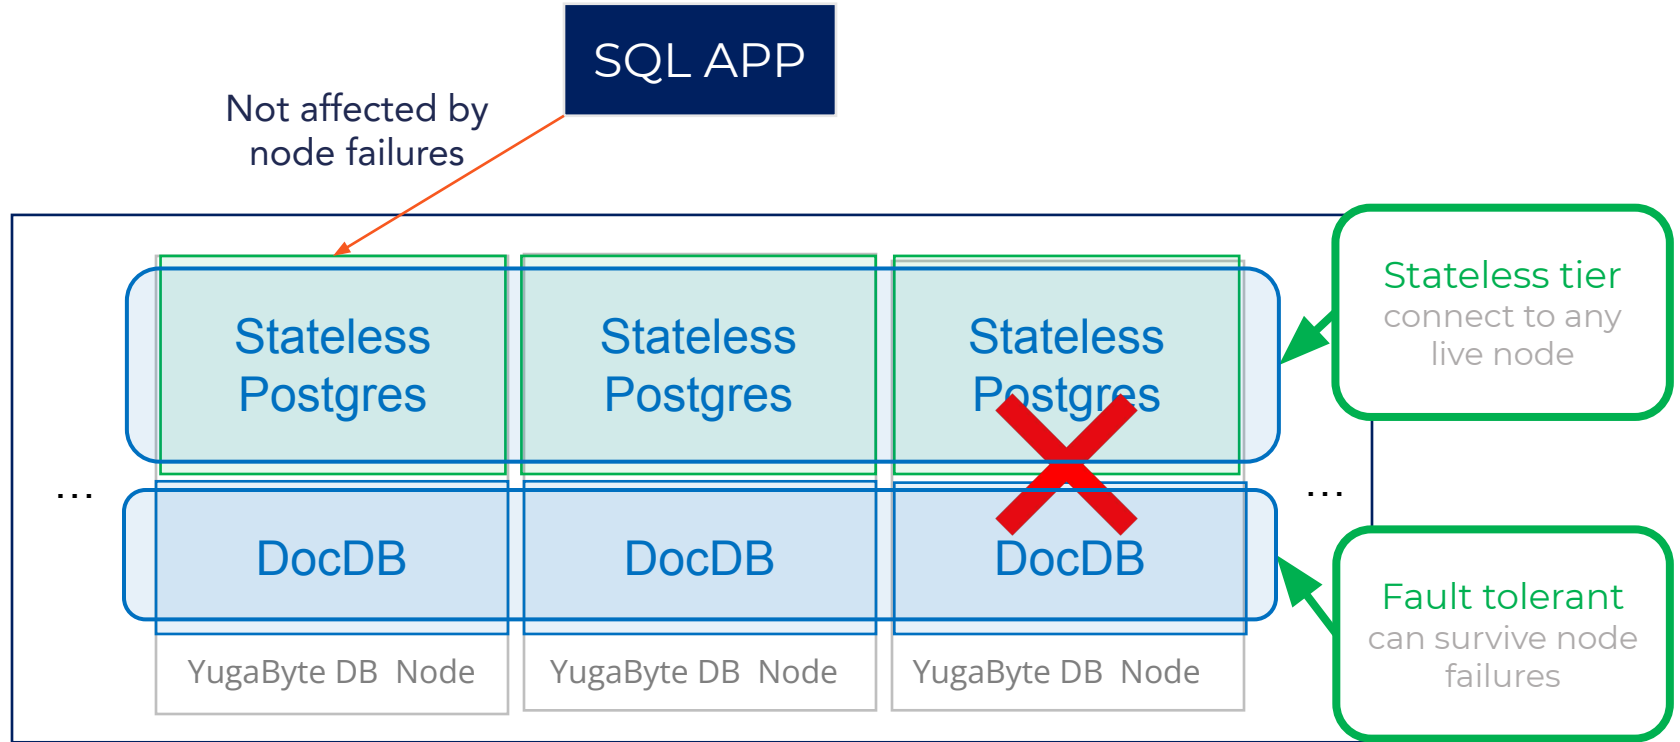 SQL APP
Not affected by
node failures
Stateless
Postgres
Stateless
Postgres
Stateless
Postgres
Stateless tier
connect to any
live node
...
...
DocDB
DocDB
DocDB
Fault tolerant
can survive node
failures
YugaByte DB Node
YugaByte DB Node
YugaByte DB Node